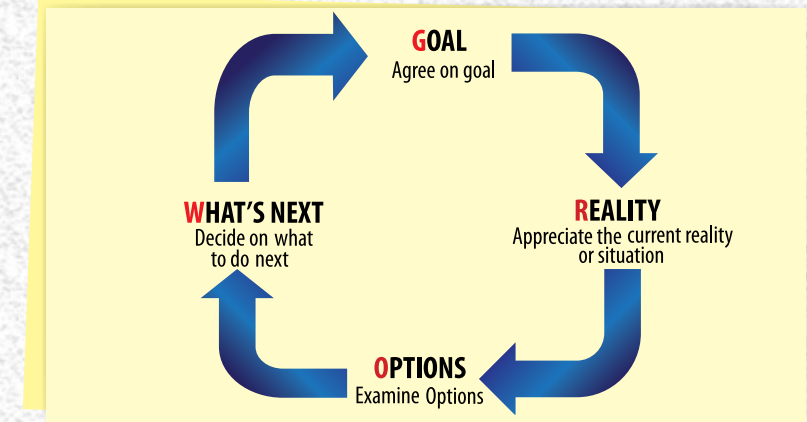 GOAL
Agree on goal
REALITY
Appreciate the current reality
or situation
OPTIONS
Examine Options
WHAT'S NEXT
Decide on what
to do next